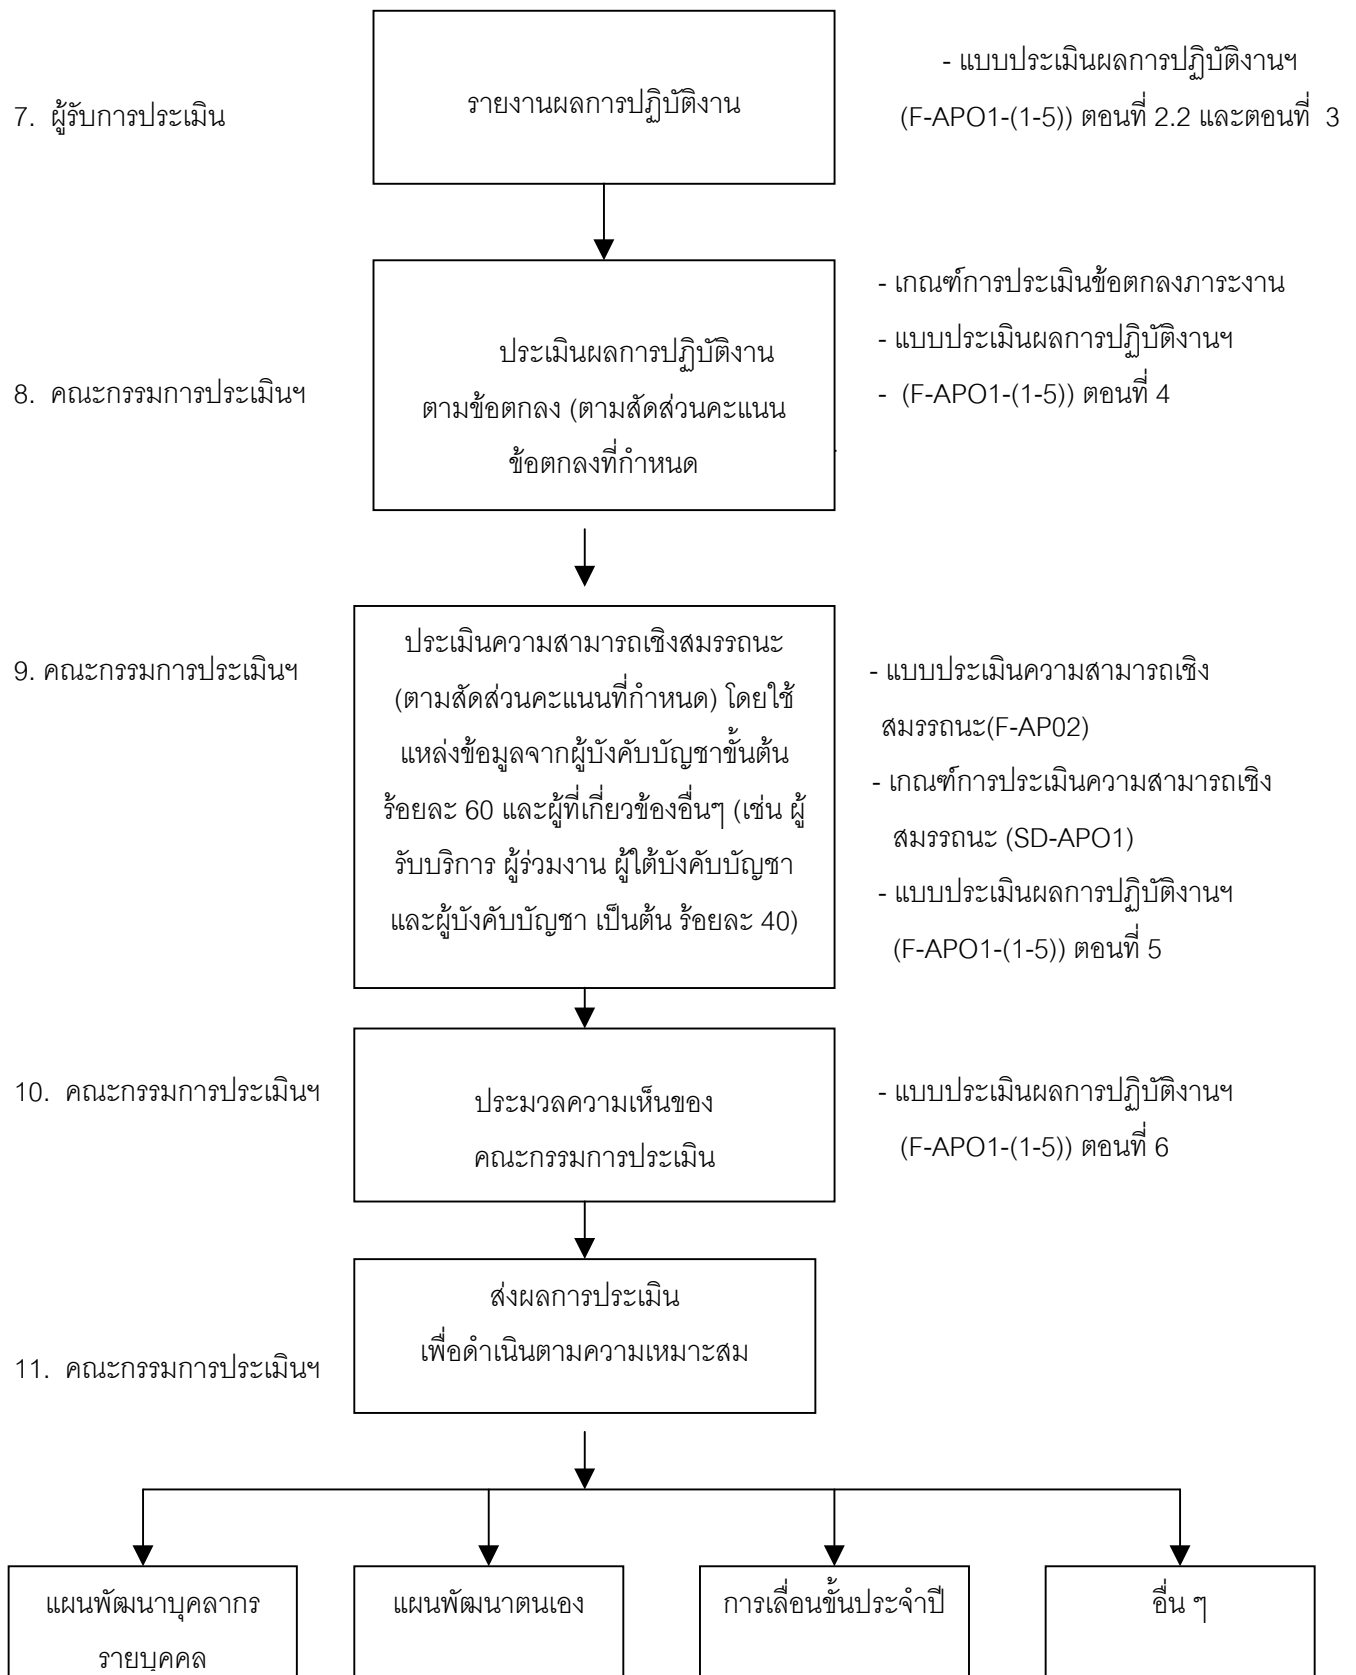 7. ผู้รับการประเมิน
รายงานผลการปฏิบัติงาน
- แบบประเมินผลการปฏิบัติงานฯ
(F-APO1-(1-5)) ตอนที่ 2.2 และตอนที่ 3
8. คณะกรรมการประเมินฯ
ประเมินผลการปฏิบัติงาน
ตามข้อตกลง (ตามสัดส่วนคะแนน
ข้อตกลงที่กำหนด
- เกณฑ์การประเมินข้อตกลงภาระงาน
- แบบประเมินผลการปฏิบัติงานฯ
- (F-APO1-(1-5)) ตอนที่ 4
9. คณะกรรมการประเมินฯ
ประเมินความสามารถเชิงสมรรถนะ
(ตามสัดส่วนคะแนนที่กำหนด) โดยใช้
แหล่งข้อมูลจากผู้บังคับบัญชาขั้นต้น
ร้อยละ 60 และผู้ที่เกี่ยวข้องอื่นๆ (เช่น ผู้
รับบริการ ผู้ร่วมงาน ผู้ใต้บังคับบัญชา
และผู้บังคับบัญชา เป็นต้น ร้อยละ 40)
- แบบประเมินความสามารถเชิง
สมรรถนะ(F-AP02)
- เกณฑ์การประเมินความสามารถเชิง
สมรรถนะ (SD-APO1)
- แบบประเมินผลการปฏิบัติงานฯ
(F-APO1-(1-5)) ตอนที่ 5
10. คณะกรรมการประเมินฯ
ประมวลความเห็นของ
คณะกรรมการประเมิน
- แบบประเมินผลการปฏิบัติงานฯ
(F-APO1-(1-5)) ตอนที่ 6
11. คณะกรรมการประเมินฯ
ส่งผลการประเมิน
เพื่อดำเนินตามความเหมาะสม
แผนพัฒนาบุคลากร
รายบุคคล
แผนพัฒนาตนเอง
การเลื่อนขั้นประจำปี
อื่น ๆ